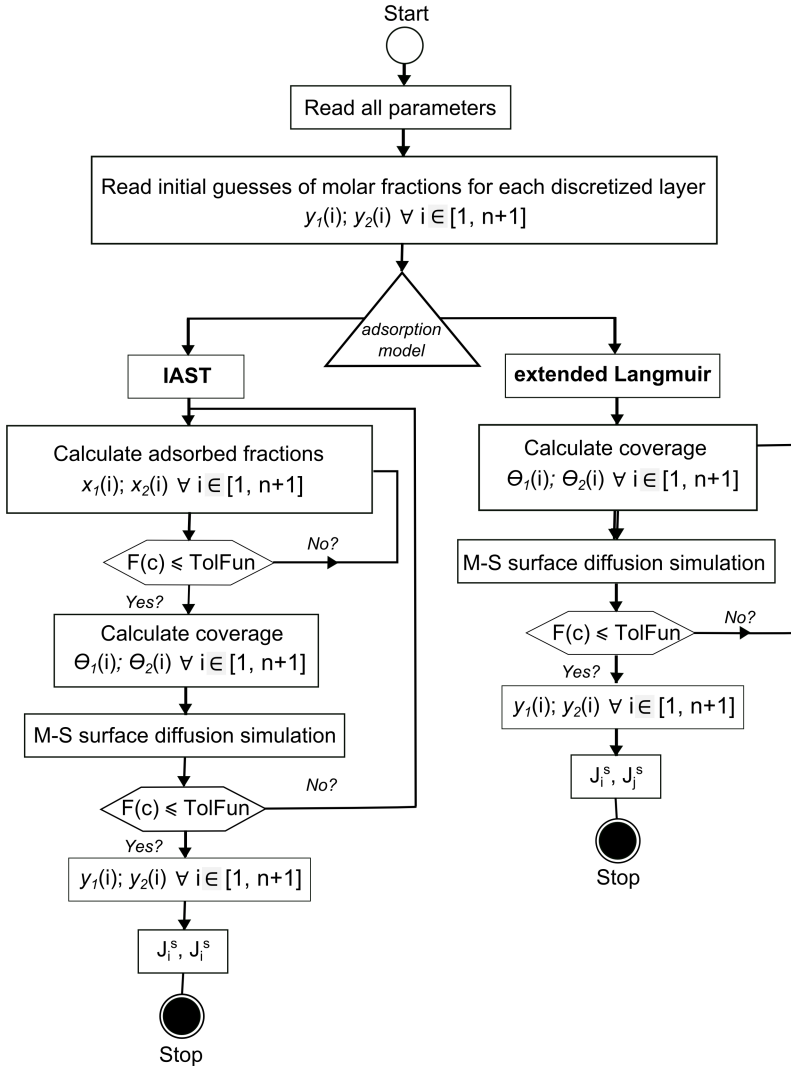 Start
Read all parameters
Read initial guesses of molar fractions for each discretized layer
y₁(i); y₂(i) ∀ i ∈ [1, n+1]
adsorption
model
IAST
Calculate adsorbed fractions
x₁(i); x₂(i) ∀ i ∈ [1, n+1]
F(c) ⩽ TolFun
No?
Yes?
Calculate coverage
Θ₁(i); Θ₂(i) ∀ i ∈ [1, n+1]
M-S surface diffusion simulation
F(c) ⩽ TolFun
No?
Yes?
y₁(i); y₂(i) ∀ i ∈ [1, n+1]
Jᵢˢ, Jᵢˢ
Stop
extended Langmuir
Calculate coverage
Θ₁(i); Θ₂(i) ∀ i ∈ [1, n+1]
M-S surface diffusion simulation
F(c) ⩽ TolFun
No?
Yes?
y₁(i); y₂(i) ∀ i ∈ [1, n+1]
Jᵢˢ, Jⱼˢ
Stop